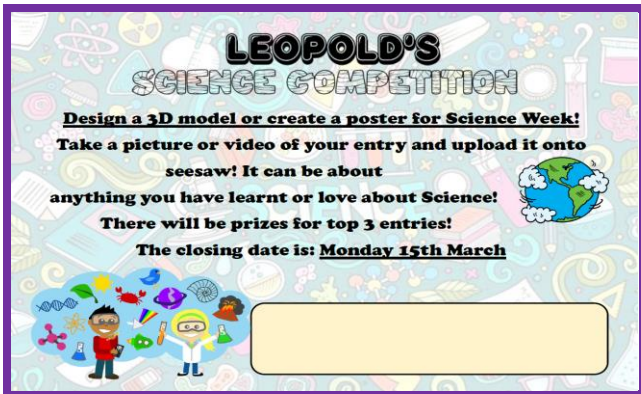 LEOPOLD'S
SCIENCE COMPETITION
Design a 3D model or create a poster for Science Week!
Take a picture or video of your entry and upload it onto
seesaw! It can be about
anything you have learnt or love about Science!
There will be prizes for top 3 entries!
The closing date is: Monday 15th March